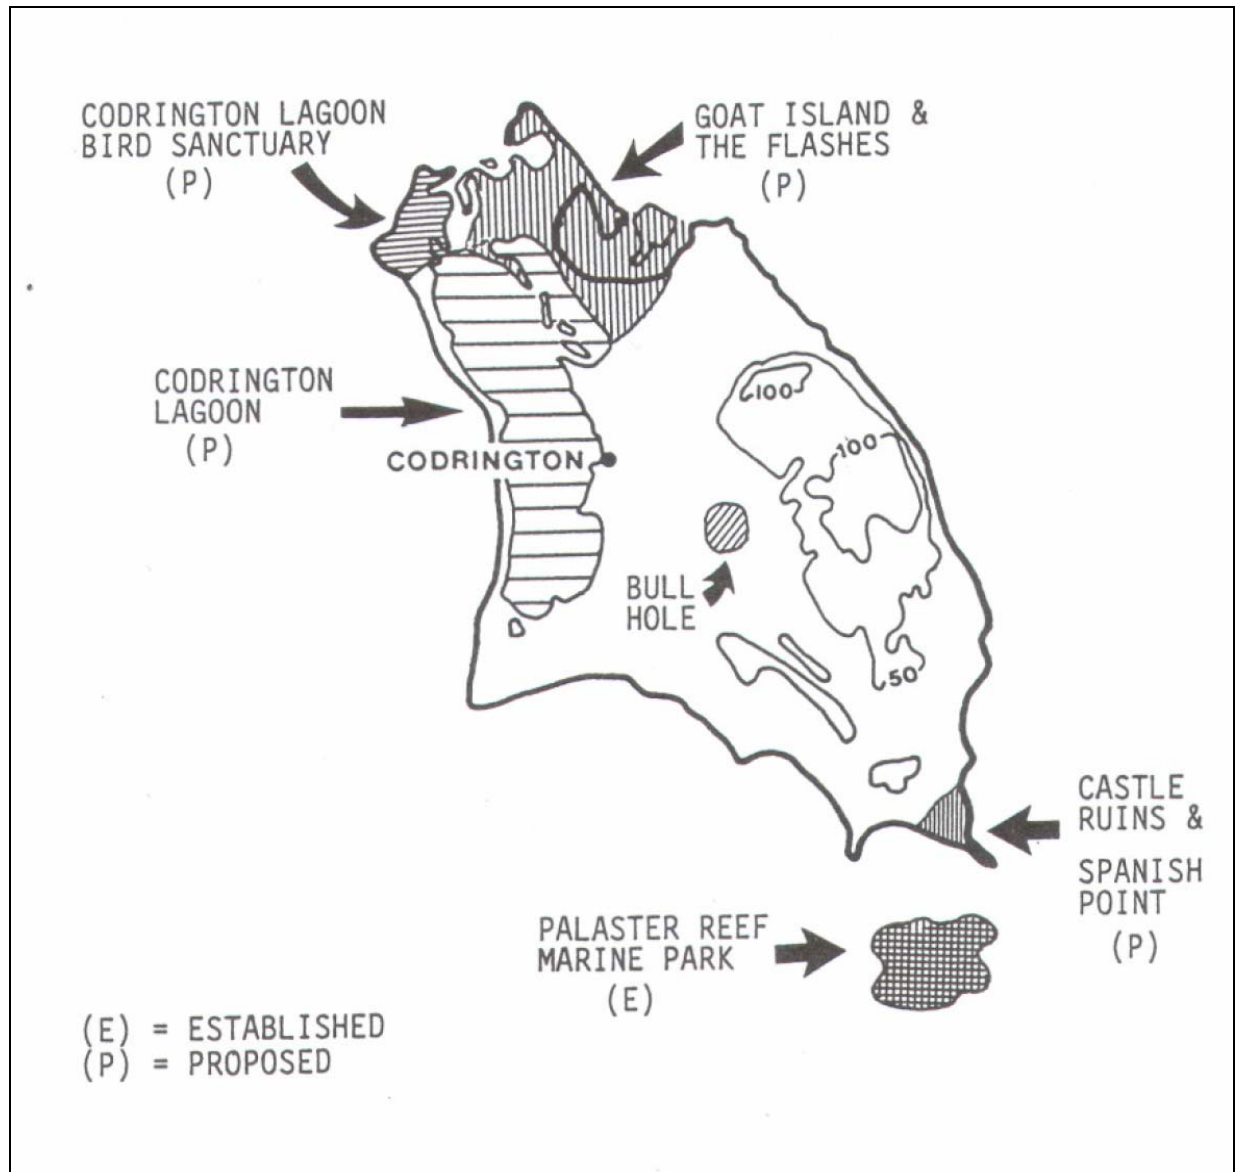 CODRINGTON LAGOON
BIRD SANCTUARY
(P)
GOAT ISLAND &
THE FLASHES
(P)
CODRINGTON
LAGOON
(P)
CODRINGTON
100
100
BULL
HOLE
50
CASTLE
RUINS &
SPANISH
POINT
(P)
PALASTER REEF
MARINE PARK
(E)
(E) = ESTABLISHED
(P) = PROPOSED